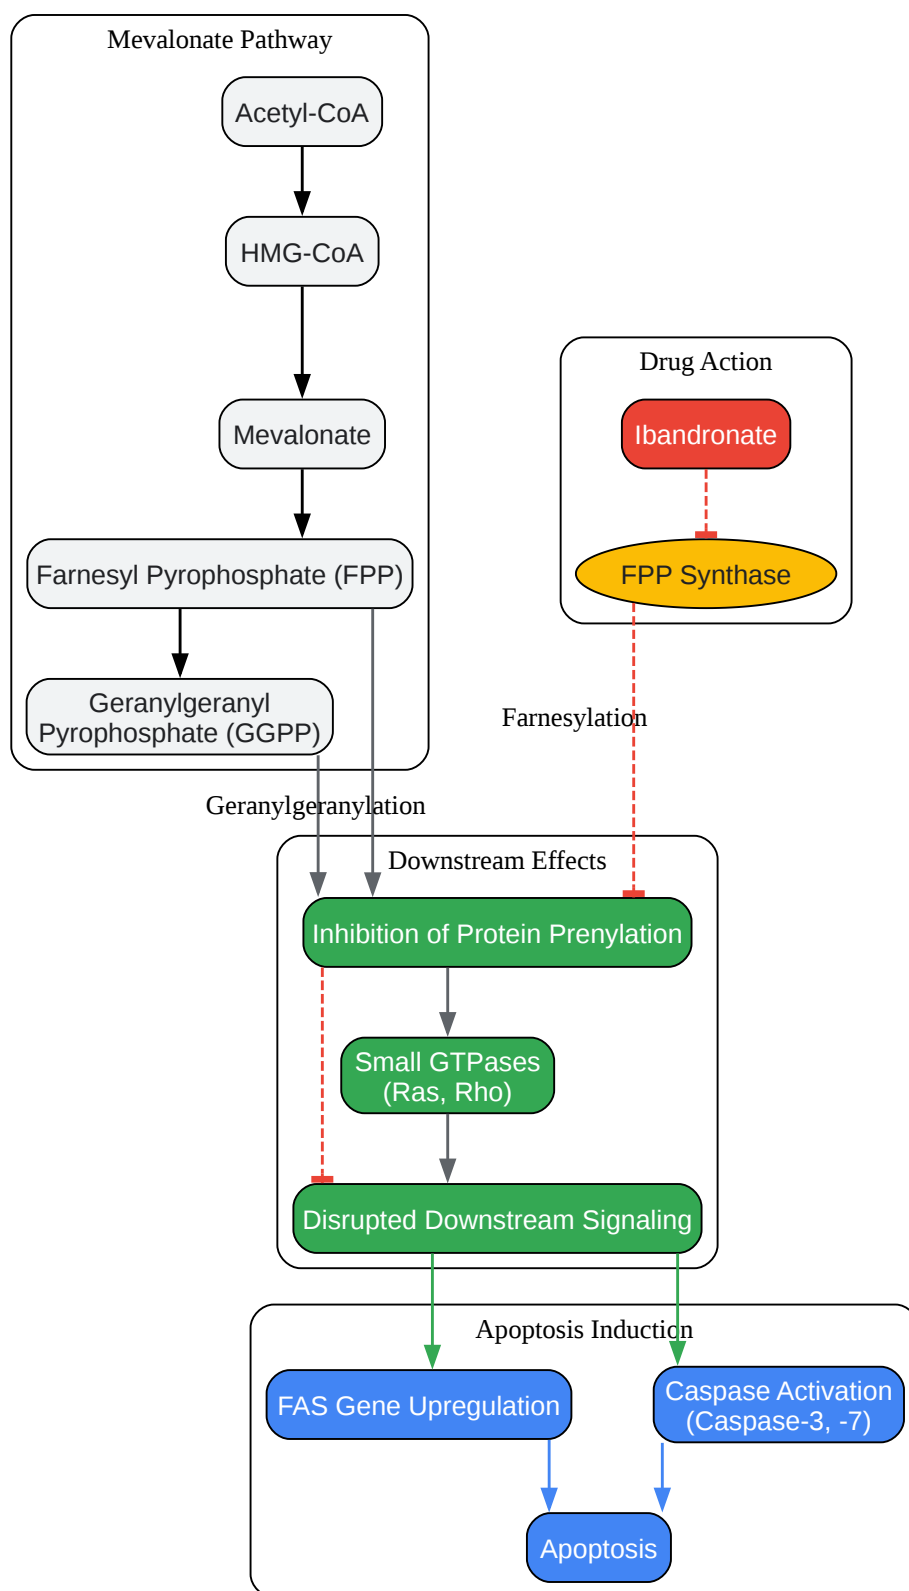 Mevalonate Pathway
Acetyl-CoA
HMG-CoA
Drug Action
Mevalonate
Ibandronate
Farnesyl Pyrophosphate (FPP)
FPP Synthase
Geranylgeranyl
Pyrophosphate (GGPP)
Farnesylation
Geranylgeranylation
Downstream Effects
Inhibition of Protein Prenylation
Small GTPases
(Ras, Rho)
Disrupted Downstream Signaling
Apoptosis Induction
FAS Gene Upregulation
Caspase Activation
(Caspase-3, -7)
Apoptosis